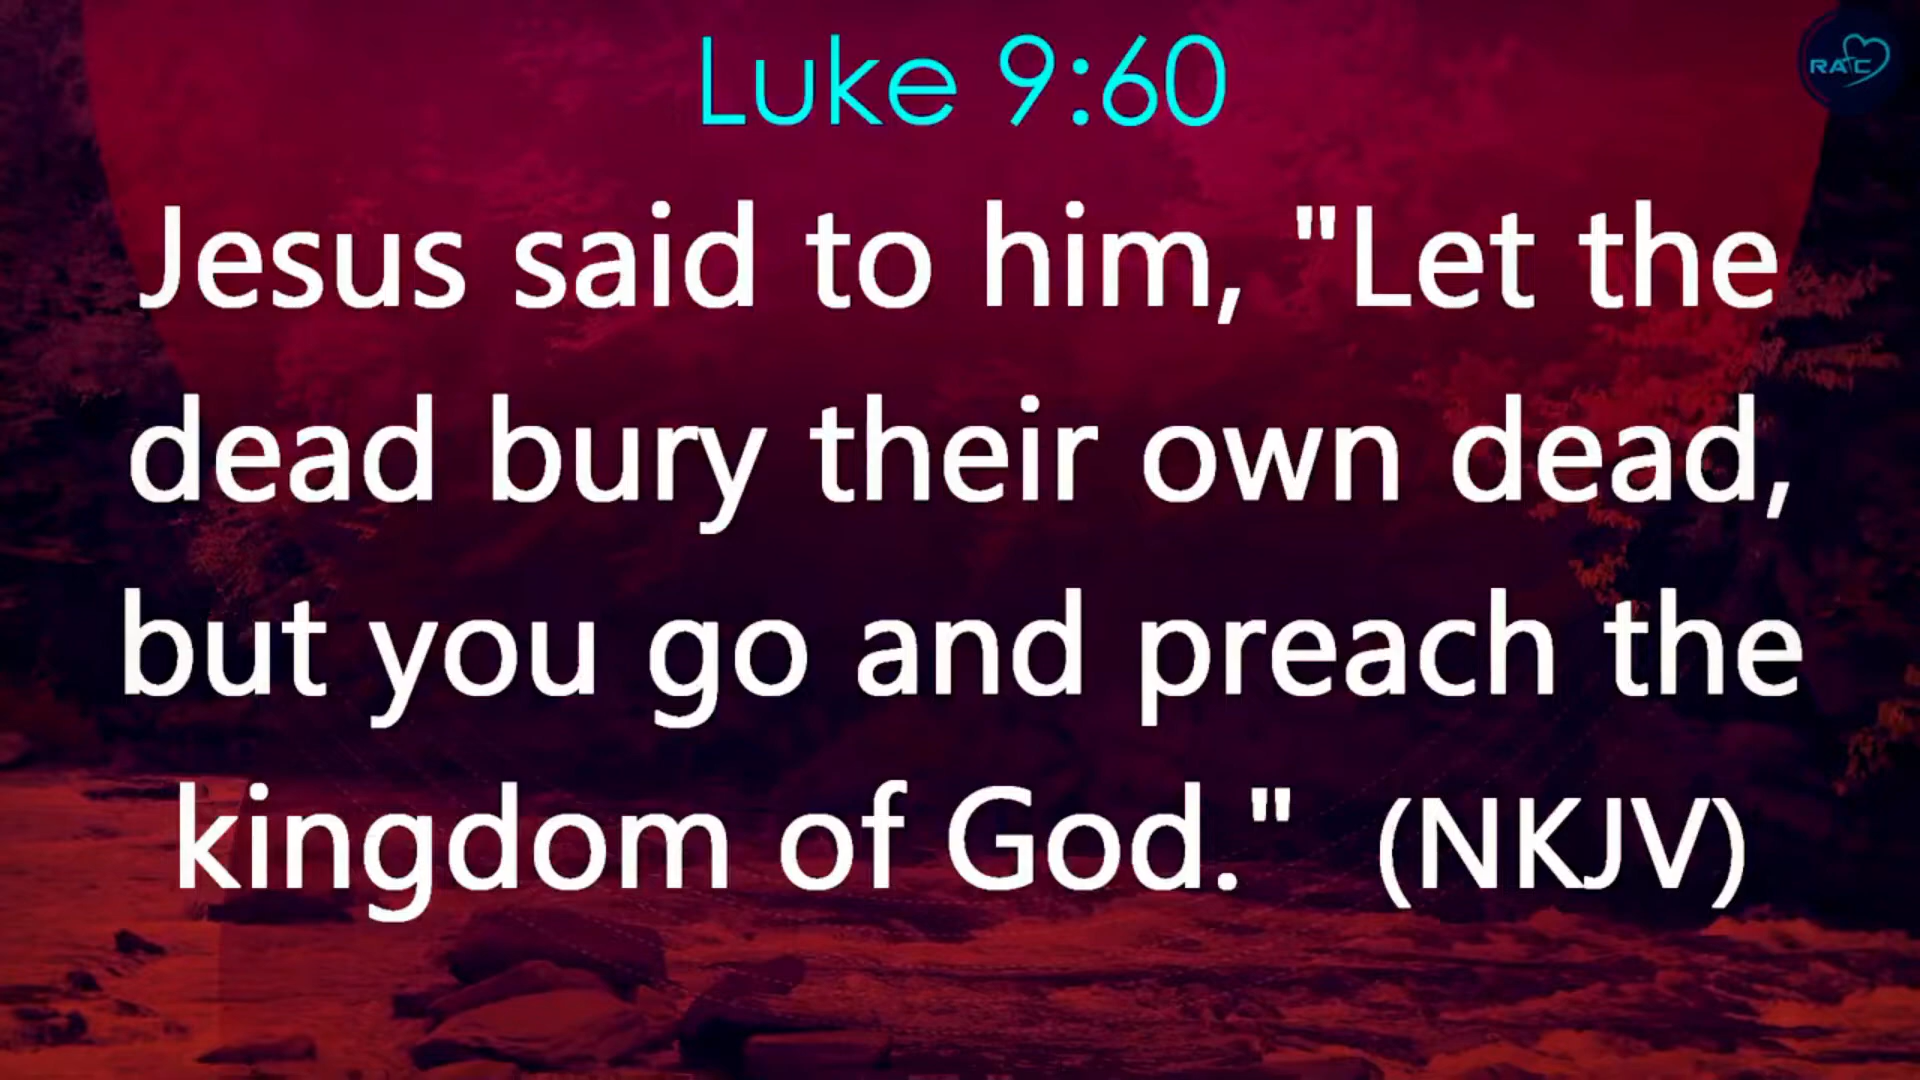 Luke 9:60
RATC
Jesus said to him, "Let the
dead bury their own dead,
but you go and preach the
kingdom of God." (NKJV)